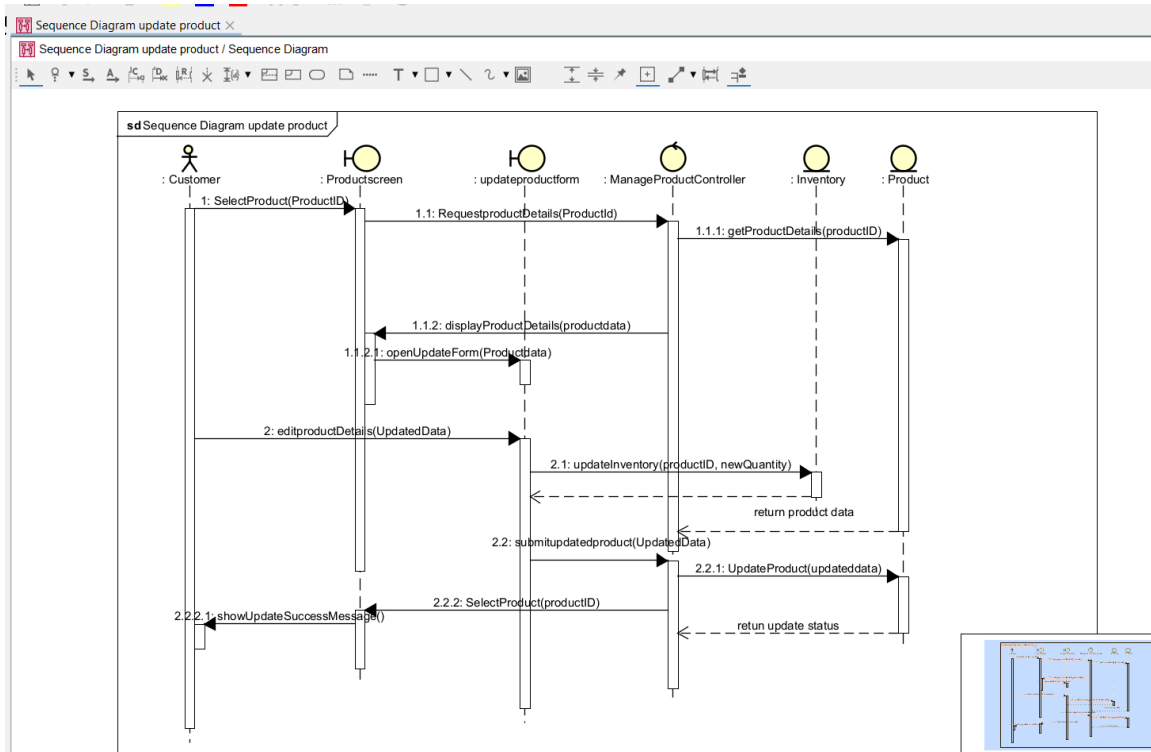 Sequence Diagram update product
Sequence Diagram update product / Sequence Diagram
sd Sequence Diagram update product
: Customer
: Productscreen
: updateproductform
: ManageProductController
: Inventory
: Product
1: SelectProduct(ProductID)
1.1: RequestproductDetails(ProductId)
1.1.1: getProductDetails(productID)
1.1.2: displayProductDetails(productdata)
1.1.2.1: openUpdateForm(Productdata)
2: editproductDetails(UpdatedData)
2.1: updateInventory(productID, newQuantity)
return product data
2.2: submitupdatedproduct(UpdatedData)
2.2.1: UpdateProduct(updateddata)
2.2.2: SelectProduct(productID)
2.2.2.1: showUpdateSuccessMessage()
retun update status